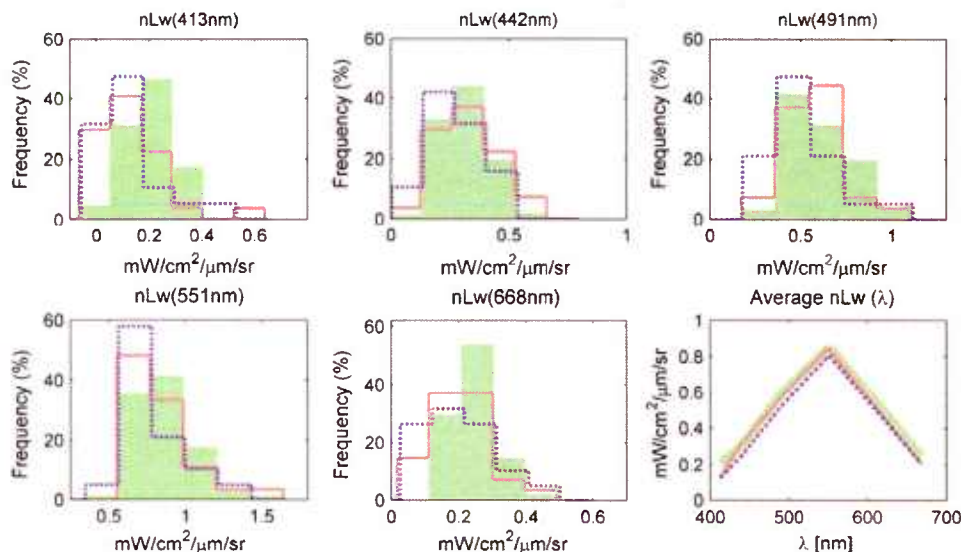 nLw(413nm)
nLw(442nm)
nLw(491nm)
60
40
20
0
Frequency (%)
0
0.2
0.4
0.6
mW/cm²/μm/sr
60
40
20
0
Frequency (%)
0
0.5
1
mW/cm²/μm/sr
60
40
20
0
Frequency (%)
0
0.5
1
mW/cm²/μm/sr
nLw(551nm)
nLw(668nm)
Average nLw (λ)
60
40
20
0
Frequency (%)
0.5
1
1.5
mW/cm²/μm/sr
60
40
20
0
Frequency (%)
0
0.2
0.4
0.6
mW/cm²/μm/sr
1
0.8
0.6
0.4
0.2
0
mW/cm²/μm/sr
400
500
600
700
λ [nm]